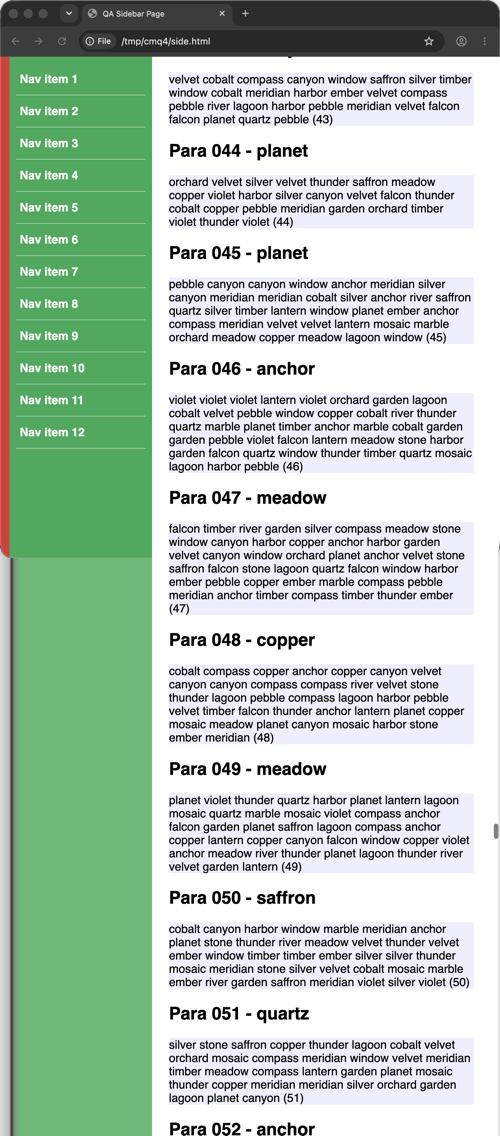 QA Sidebar Page
File
/tmp/cmq4/side.html
Nav item 1
Nav item 2
Nav item 3
Nav item 4
Nav item 5
Nav item 6
Nav item 7
Nav item 8
Nav item 9
Nav item 10
Nav item 11
Nav item 12
velvet cobalt compass canyon window saffron silver timber
window cobalt meridian harbor ember velvet compass
pebble river lagoon harbor pebble meridian velvet falcon
falcon planet quartz pebble (43)
Para 044 - planet
orchard velvet silver velvet thunder saffron meadow
copper violet harbor silver canyon velvet falcon thunder
cobalt copper pebble meridian garden orchard timber
violet thunder violet (44)
Para 045 - planet
pebble canyon canyon window anchor meridian silver
canyon meridian meridian cobalt silver anchor river saffron
quartz silver timber lantern window planet ember anchor
compass meridian velvet velvet lantern mosaic marble
orchard meadow copper meadow lagoon window (45)
Para 046 - anchor
violet violet violet lantern violet orchard garden lagoon
cobalt velvet pebble window copper cobalt river thunder
quartz marble planet timber anchor marble cobalt garden
garden pebble violet falcon lantern meadow stone harbor
garden falcon quartz window thunder timber quartz mosaic
lagoon harbor pebble (46)
Para 047 - meadow
falcon timber river garden silver compass meadow stone
window canyon harbor copper anchor harbor garden
velvet canyon window orchard planet anchor velvet stone
saffron falcon stone lagoon quartz falcon window harbor
ember pebble copper ember marble compass pebble
meridian anchor timber compass timber thunder ember
(47)
Para 048 - copper
cobalt compass copper anchor copper canyon velvet
canyon canyon compass compass river velvet stone
thunder lagoon pebble compass lagoon harbor pebble
velvet timber falcon thunder anchor lantern planet copper
mosaic meadow planet canyon mosaic harbor stone
ember meridian (48)
Para 049 - meadow
planet violet thunder quartz harbor planet lantern lagoon
mosaic quartz marble mosaic violet compass anchor
falcon garden planet saffron lagoon compass anchor
copper lantern copper canyon falcon window copper violet
anchor meadow river thunder planet lagoon thunder river
velvet garden lantern (49)
Para 050 - saffron
cobalt canyon harbor window marble meridian anchor
planet stone thunder river meadow velvet thunder velvet
ember window timber timber ember silver silver thunder
mosaic meridian stone silver velvet cobalt mosaic marble
ember river garden saffron meridian violet silver violet (50)
Para 051 - quartz
silver stone saffron copper thunder lagoon cobalt velvet
orchard mosaic compass meridian window velvet meridian
timber meadow compass lantern garden planet mosaic
thunder copper meridian meridian silver orchard garden
lagoon planet canyon (51)
Para 052 - anchor